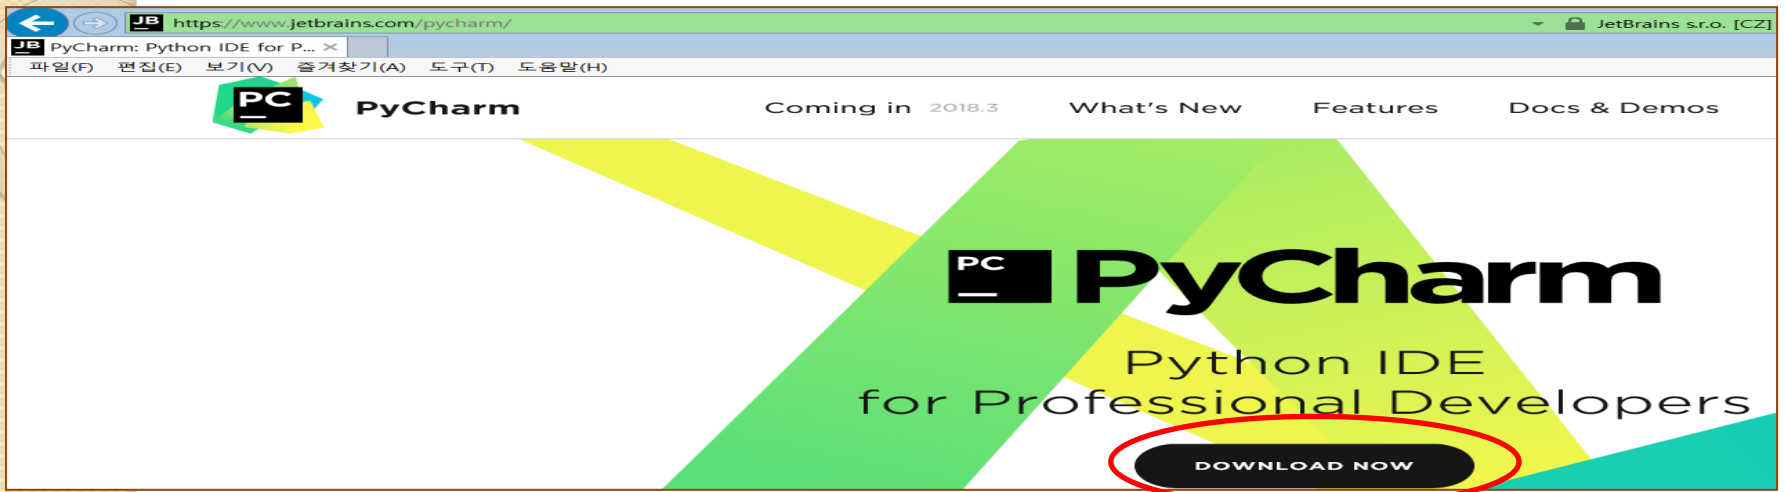 JB https://www.jetbrains.com/pycharm/ JetBrains s.r.o. [CZ]
JB PyCharm: Python IDE for P... ×
파일(F) 편집(E) 보기(V) 즐겨찾기(A) 도구(T) 도움말(H)
PC PyCharm Coming in 2018.3 What's New Features Docs & Demos
PC PyCharm
Python IDE
for Professional Developers
DOWNLOAD NOW